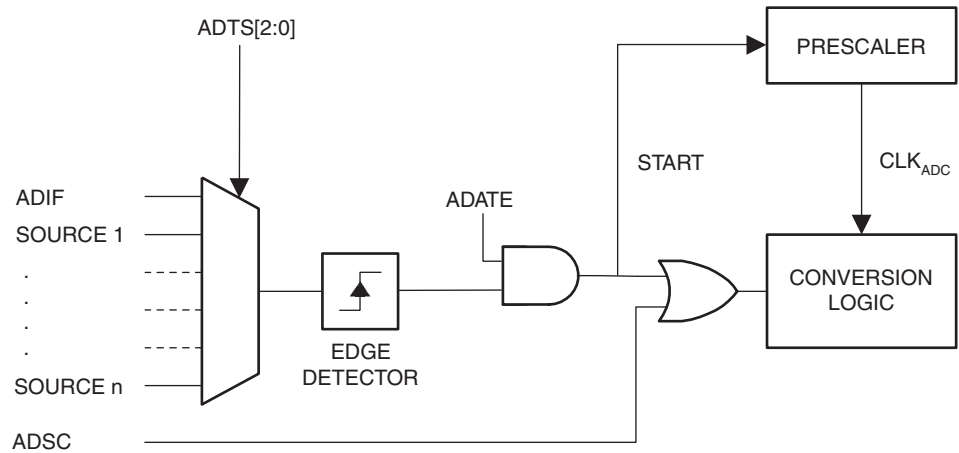 ADTS[2:0]
PRESCALER
START
CLKADC
ADIF
ADATE
SOURCE 1
.
.
.
.
CONVERSION
LOGIC
EDGE
DETECTOR
SOURCE n
ADSC